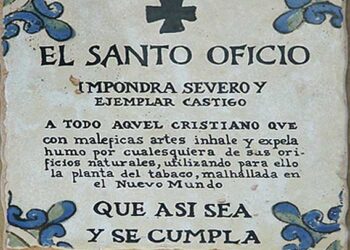 EL SANTO OFICIO
IMPONDRA SEVERO Y
EJEMPLAR CASTIGO
A TODO AQUEL CRISTIANO QUE
con maleficas artes inhale y expela
humo por cualesquiera de sus ori-
ficios naturales, utilizando para ello
la planta del tabaco, malhallada en
el Nuevo Mundo
QUE ASI SEA
Y SE CUMPLA